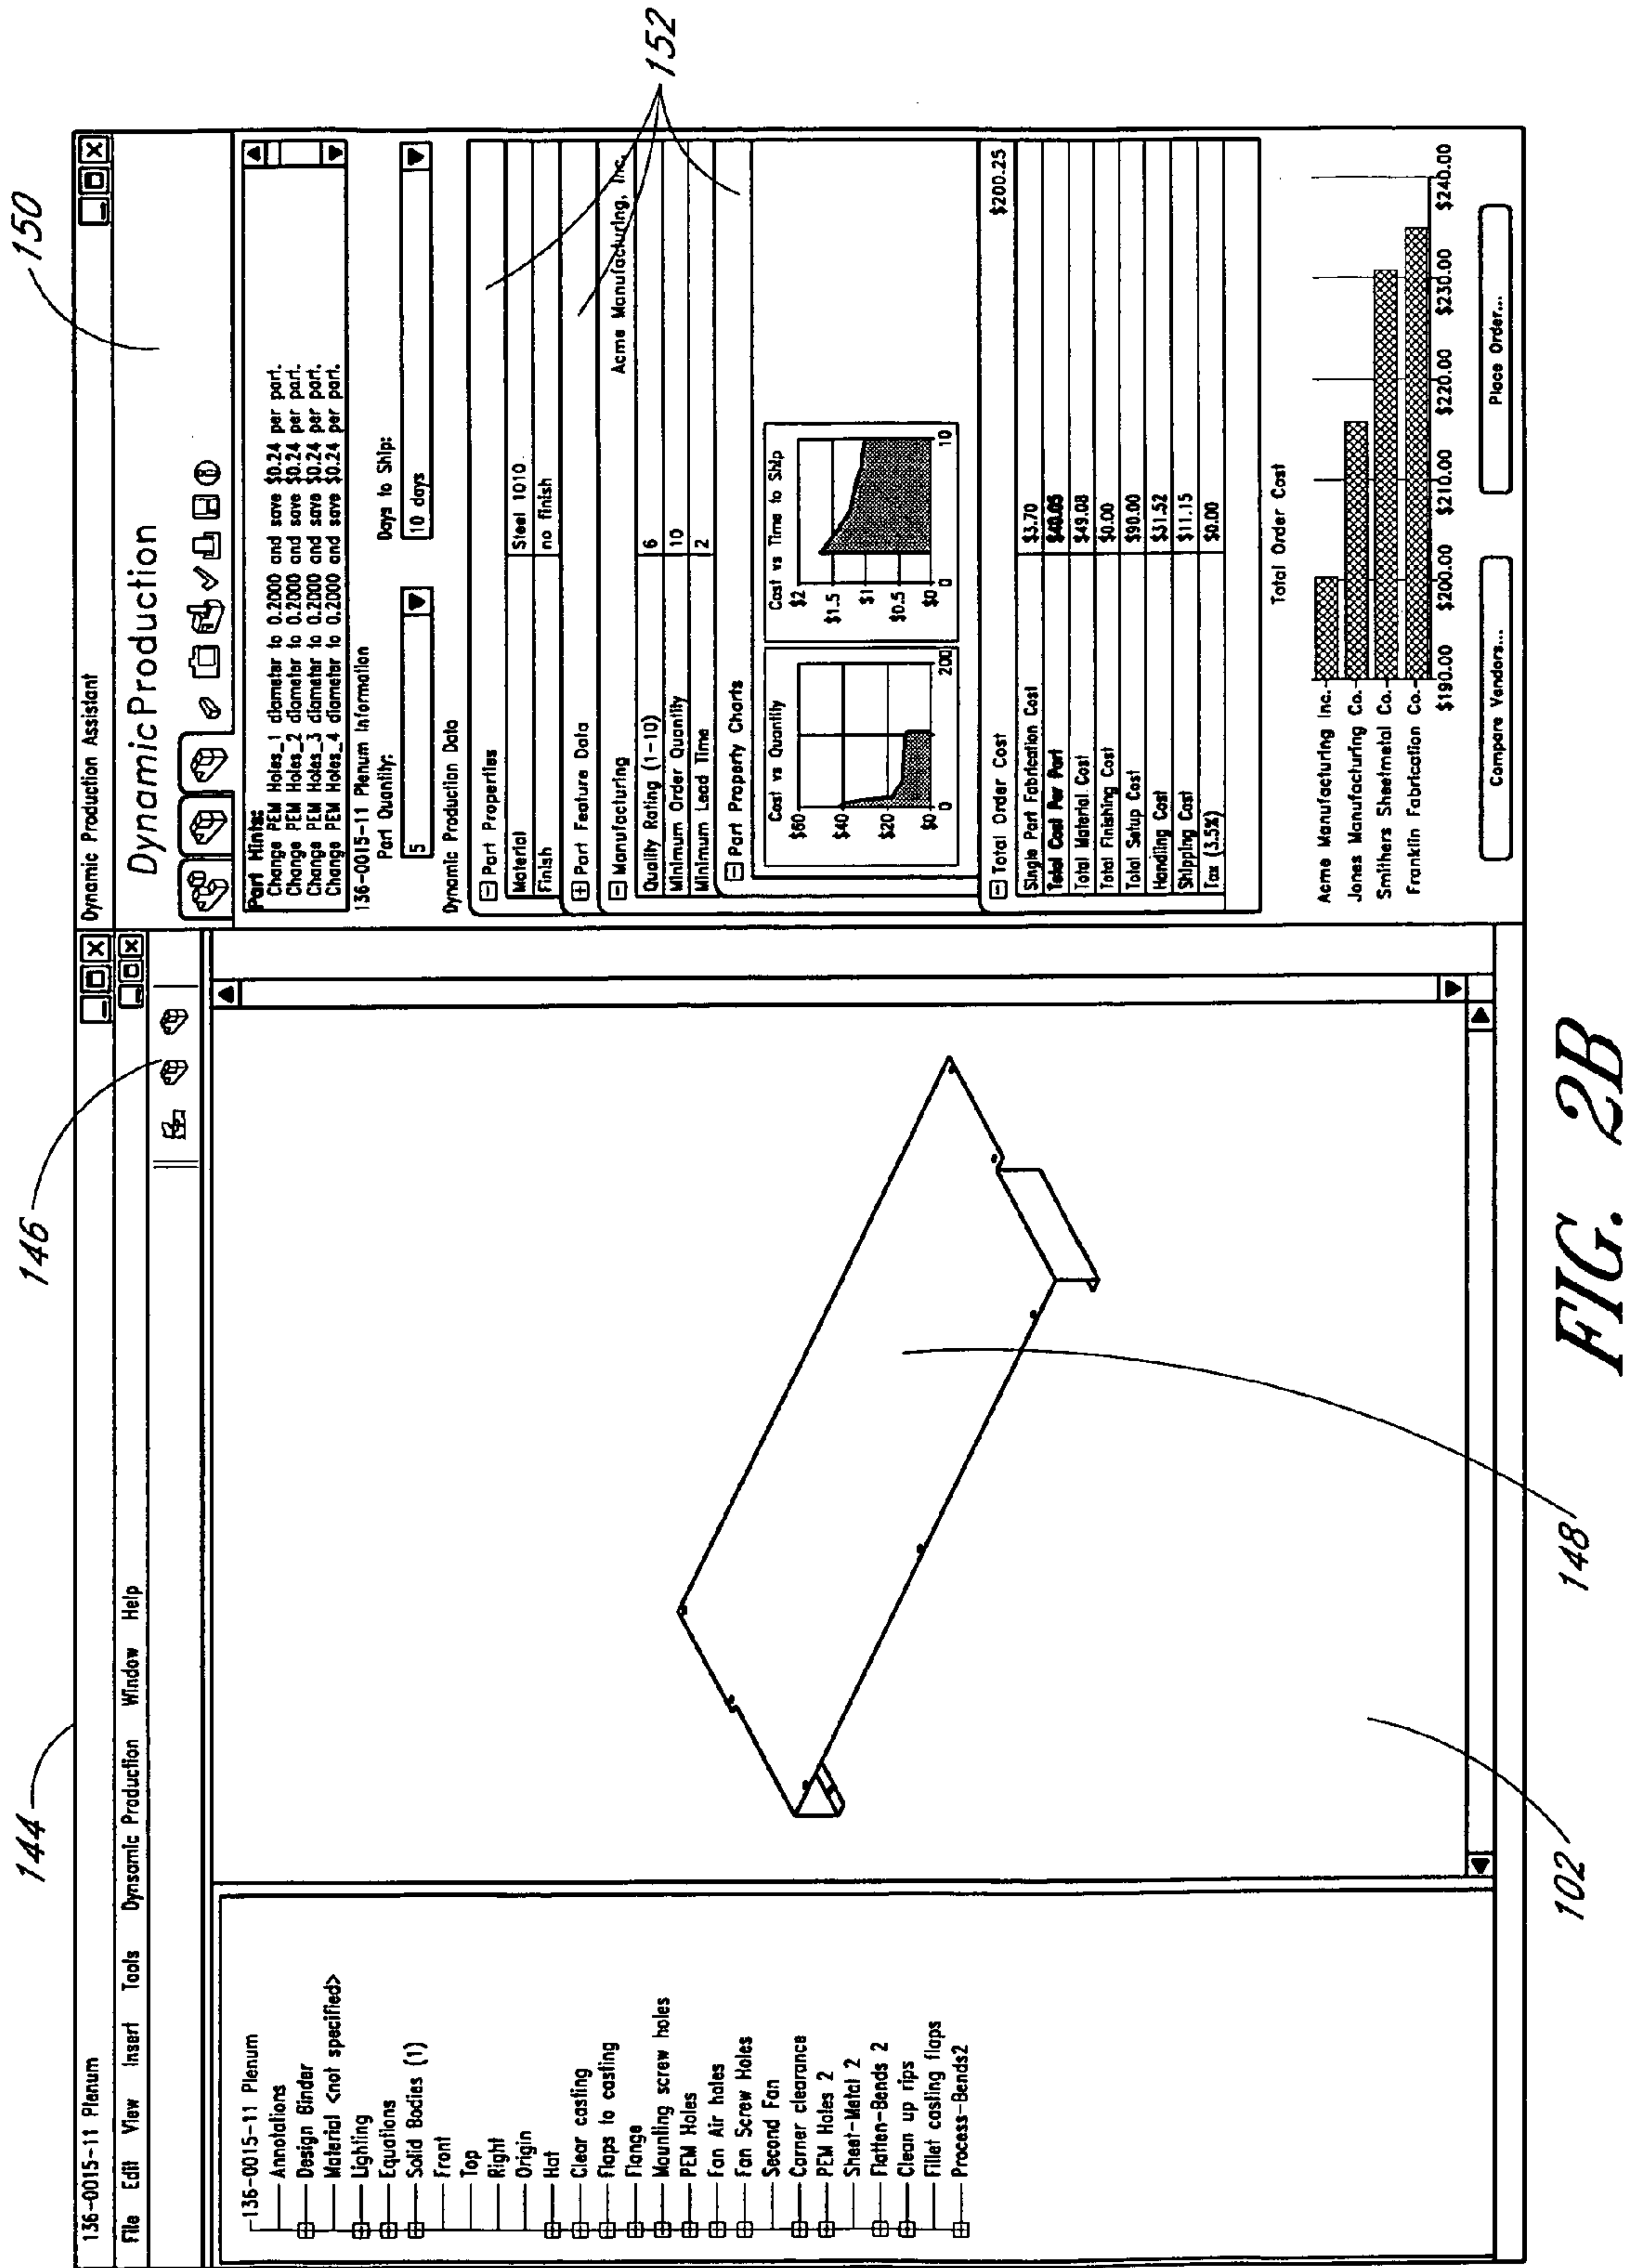 144
146
150
136-0015-11 Plenum
File Edit View Insert Tools Dynsamic Production Window Help
-136-0015-11 Plenum
Annotations
Design Binder
Material <not specified>
Lighting
Equations
Solid Bodies (1)
Front
Top
Right
Origin
Hat
Clear casting
Flaps to casting
Flange
Mounting screw holes
PEM Holes
Fan Air holes
Fan Screw Holes
Second Fan
Corner clearance
PEM Holes 2
Sheet-Metal 2
Flatten-Bends 2
Clean up rips
Fillet casting flaps
Process-Bends2
102
148
Dynamic Production Assistant
DynamicProduction
Part Hints:
Change PEM Holes_1 diameter to 0.2000 and save $0.24 per part.
Change PEM Holes_2 diameter to 0.2000 and save $0.24 per part.
Change PEM Holes_3 diameter to 0.2000 and save $0.24 per part.
Change PEM Holes_4 diameter to 0.2000 and save $0.24 per part.
136-0015-11 Plenum Information
Part Quantity: Days to Ship:
5 10 days
Dynamic Production Data
152
Part Properties
Material Steel 1010
Finish no finish
Part Feature Data
Manufacturing Acme Manufacturing, Inc.
Quality Rating (1-10) 6
Minimum Order Quantity 10
Minimum Lead Time 2
Part Property Charts
Cost vs Quantity
$60
$40
$20
$0
0 200
Cost vs Time to Ship
$2
$1.5
$1
$0.5
$0
0 10
Total Order Cost $200.25
Single Part Fabrication Cost $3.70
Total Cost Per Part $40.05
Total Material Cost $49.08
Total Finishing Cost $0.00
Total Setup Cost $90.00
Handling Cost $31.52
Shipping Cost $11.15
Tax (3.5%) $0.00
Total Order Cost
Acme Manufacturing Inc.
Jones Manufacturing Co.
Smithers Sheetmetal Co.
Franklin Fabrication Co.
$190.00 $200.00 $210.00 $220.00 $230.00 $240.00
Compare Vendors... Place Order...
FIG. 2B